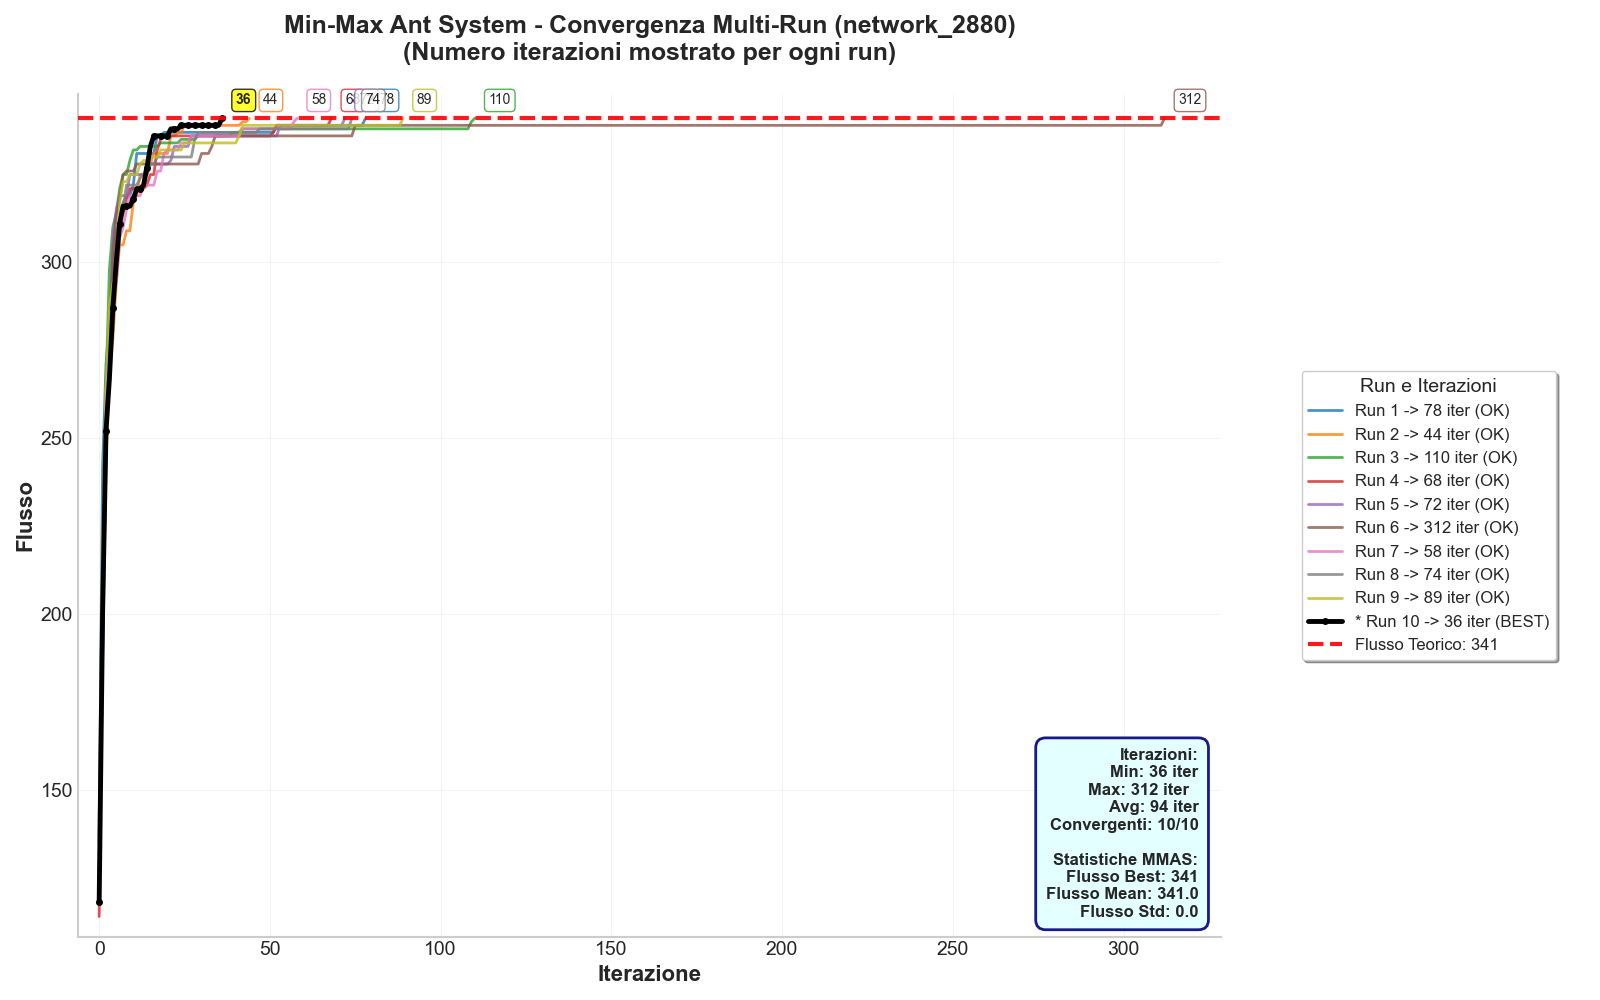 Min-Max Ant System - Convergenza Multi-Run (network_2880)
(Numero iterazioni mostrato per ogni run)
36
44
58
74
89
110
312
300
250
200
150
0
50
100
150
200
250
300
Flusso
Iterazione
Run e Iterazioni
Run 1 -> 78 iter (OK)
Run 2 -> 44 iter (OK)
Run 3 -> 110 iter (OK)
Run 4 -> 68 iter (OK)
Run 5 -> 72 iter (OK)
Run 6 -> 312 iter (OK)
Run 7 -> 58 iter (OK)
Run 8 -> 74 iter (OK)
Run 9 -> 89 iter (OK)
* Run 10 -> 36 iter (BEST)
Flusso Teorico: 341
Iterazioni:
Min: 36 iter
Max: 312 iter
Avg: 94 iter
Convergenti: 10/10
Statistiche MMAS:
Flusso Best: 341
Flusso Mean: 341.0
Flusso Std: 0.0